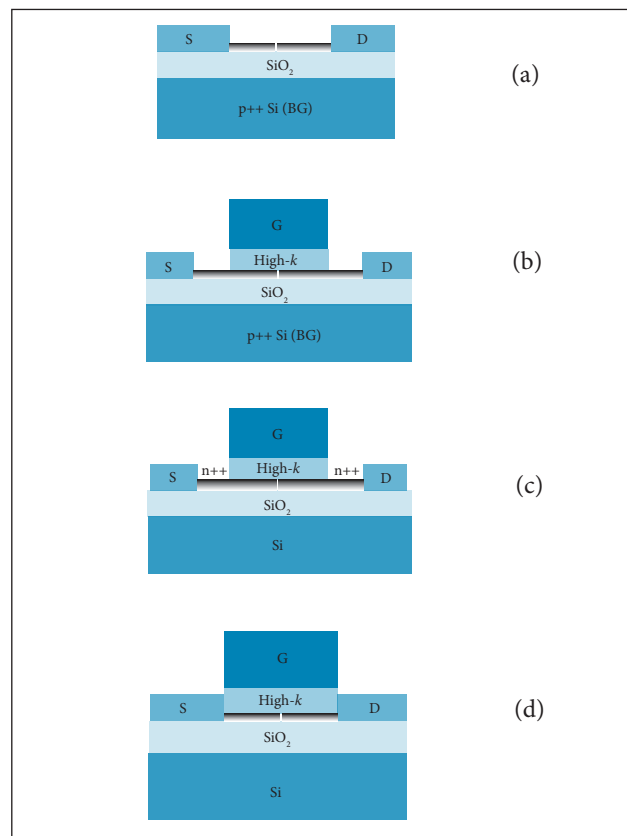 S D
SiO2
p++ Si (BG)
(a)
G
High-k
S D
SiO2
p++ Si (BG)
(b)
G
n++ High-k n++
S D
SiO2
Si
(c)
G
High-k
S D
SiO2
Si
(d)